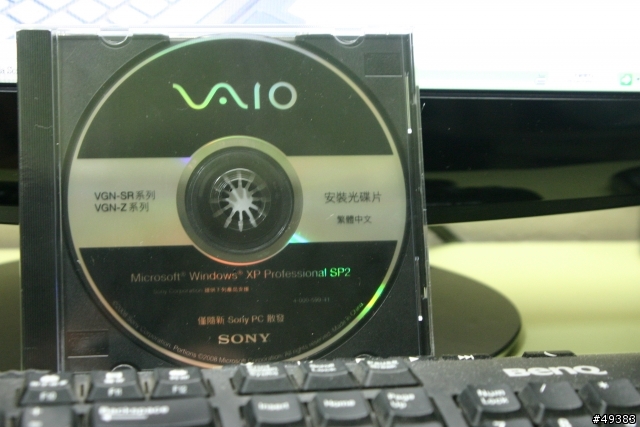 VAIO
VGN-SR系列
VGN-Z系列
安裝光碟片
繁體中文
Microsoft® Windows® XP Professional SP2
僅隨新 Sony PC 散發
SONY
BenQ
Insert
Home
Page
Up
Num
Lock
/
*
#49383